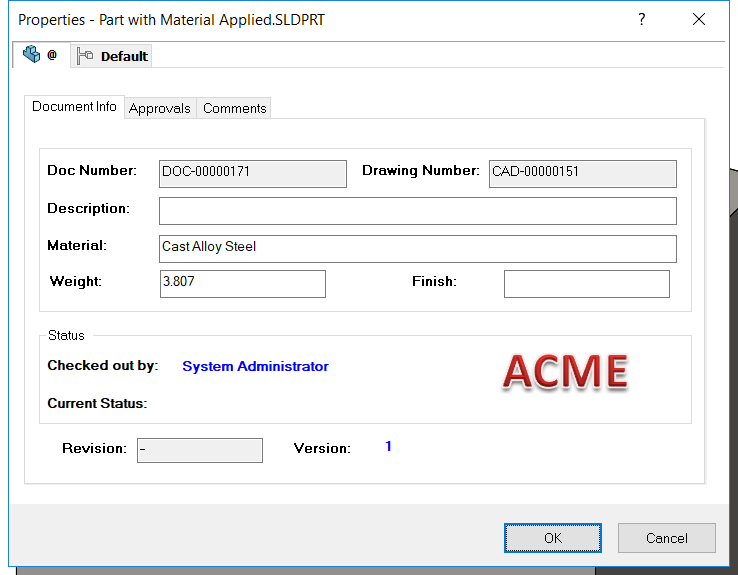 Properties - Part with Material Applied.SLDPRT ?
@ Default
Document Info Approvals Comments
Doc Number: DOC-00000171 Drawing Number: CAD-00000151
Description:
Material: Cast Alloy Steel
Weight: 3.807 Finish:
Status
Checked out by: System Administrator
ACME
Current Status:
Revision: - Version: 1
OK Cancel